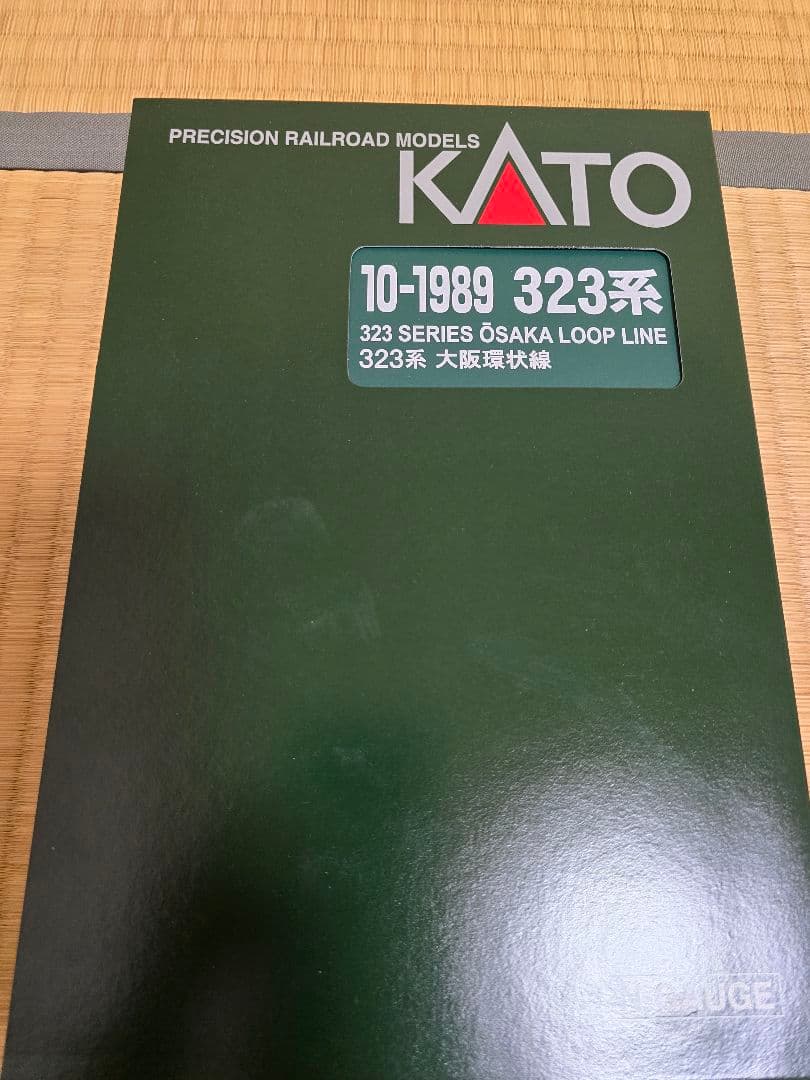 PRECISION RAILROAD MODELS
KATO
10-1989 323系
323 SERIES ŌSAKA LOOP LINE
323系 大阪環状線
GAUGE